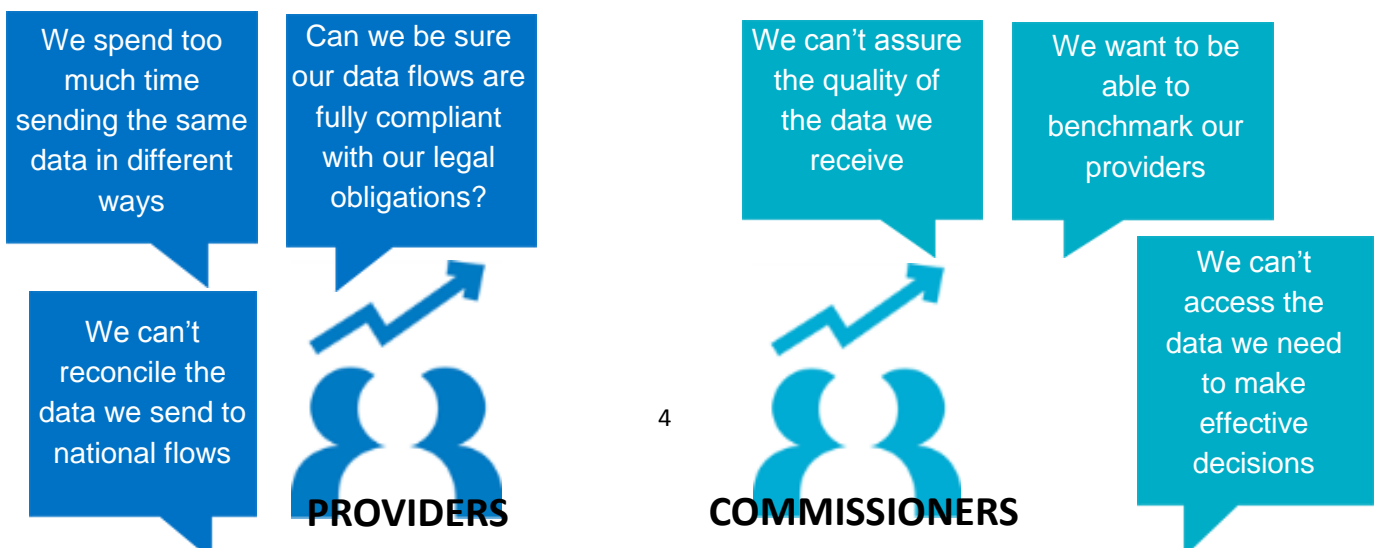 We spend too
much time
sending the same
data in different
ways
Can we be sure
our data flows are
fully compliant
with our legal
obligations?
We can’t
reconcile the
data we send to
national flows
PROVIDERS
4
We can’t assure
the quality of
the data we
receive
We want to be
able to
benchmark our
providers
We can’t
access the
data we need
to make
effective
decisions
COMMISSIONERS